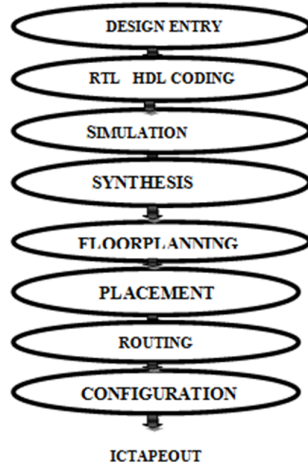 DESIGN ENTRY
RTL HDL CODING
SIMULATION
SYNTHESIS
FLOORPLANNING
PLACEMENT
ROUTING
CONFIGURATION
ICTAPEOUT